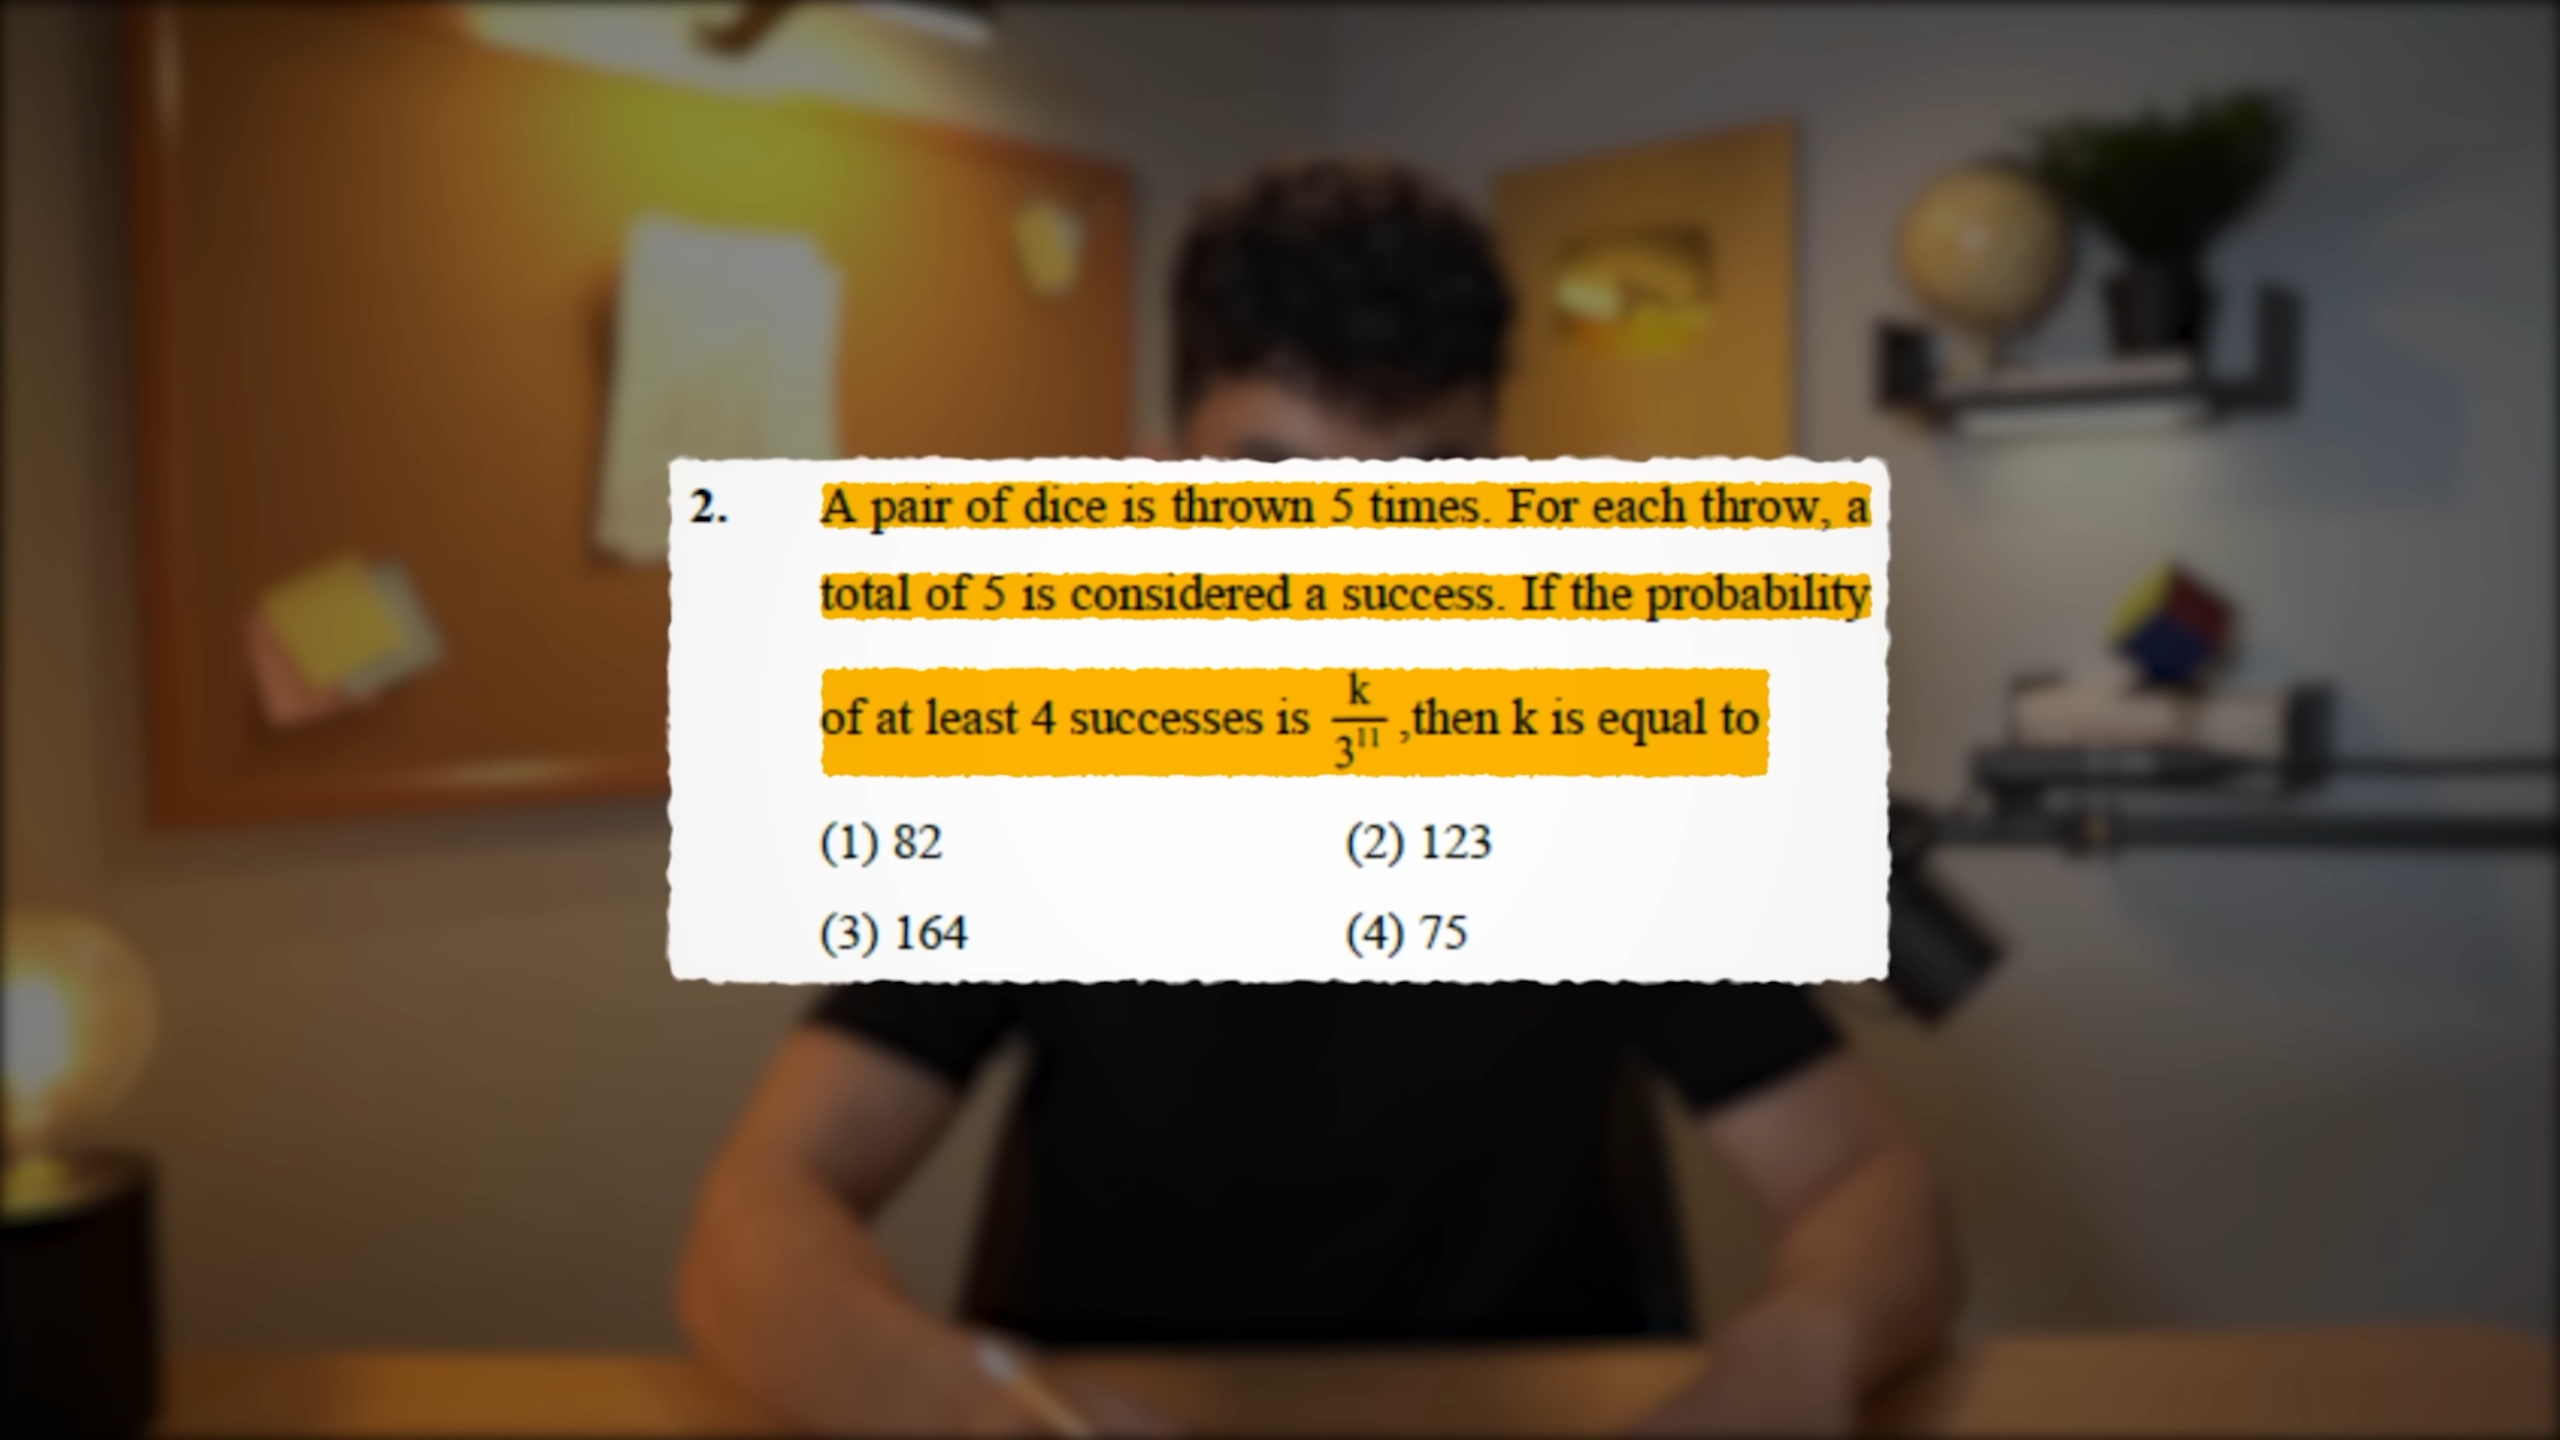 2. A pair of dice is thrown 5 times. For each throw, a
total of 5 is considered a success. If the probability
of at least 4 successes is k/3¹¹ ,then k is equal to
(1) 82 (2) 123
(3) 164 (4) 75